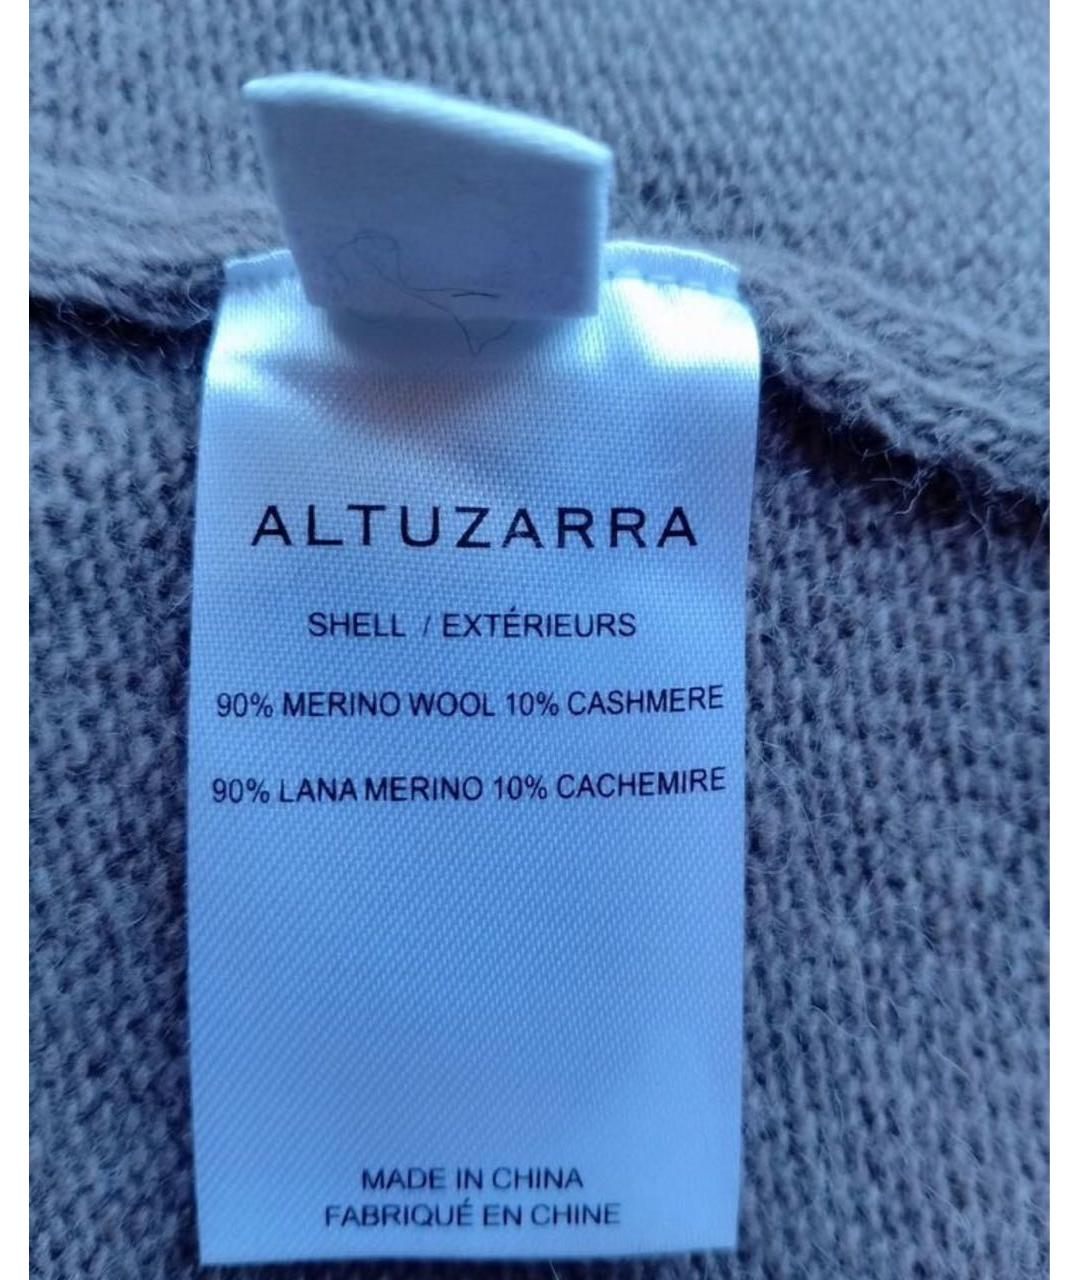 ALTUZARRA
SHELL / EXTÉRIEURS
90% MERINO WOOL 10% CASHMERE
90% LANA MERINO 10% CACHEMIRE
MADE IN CHINA
FABRIQUÉ EN CHINE